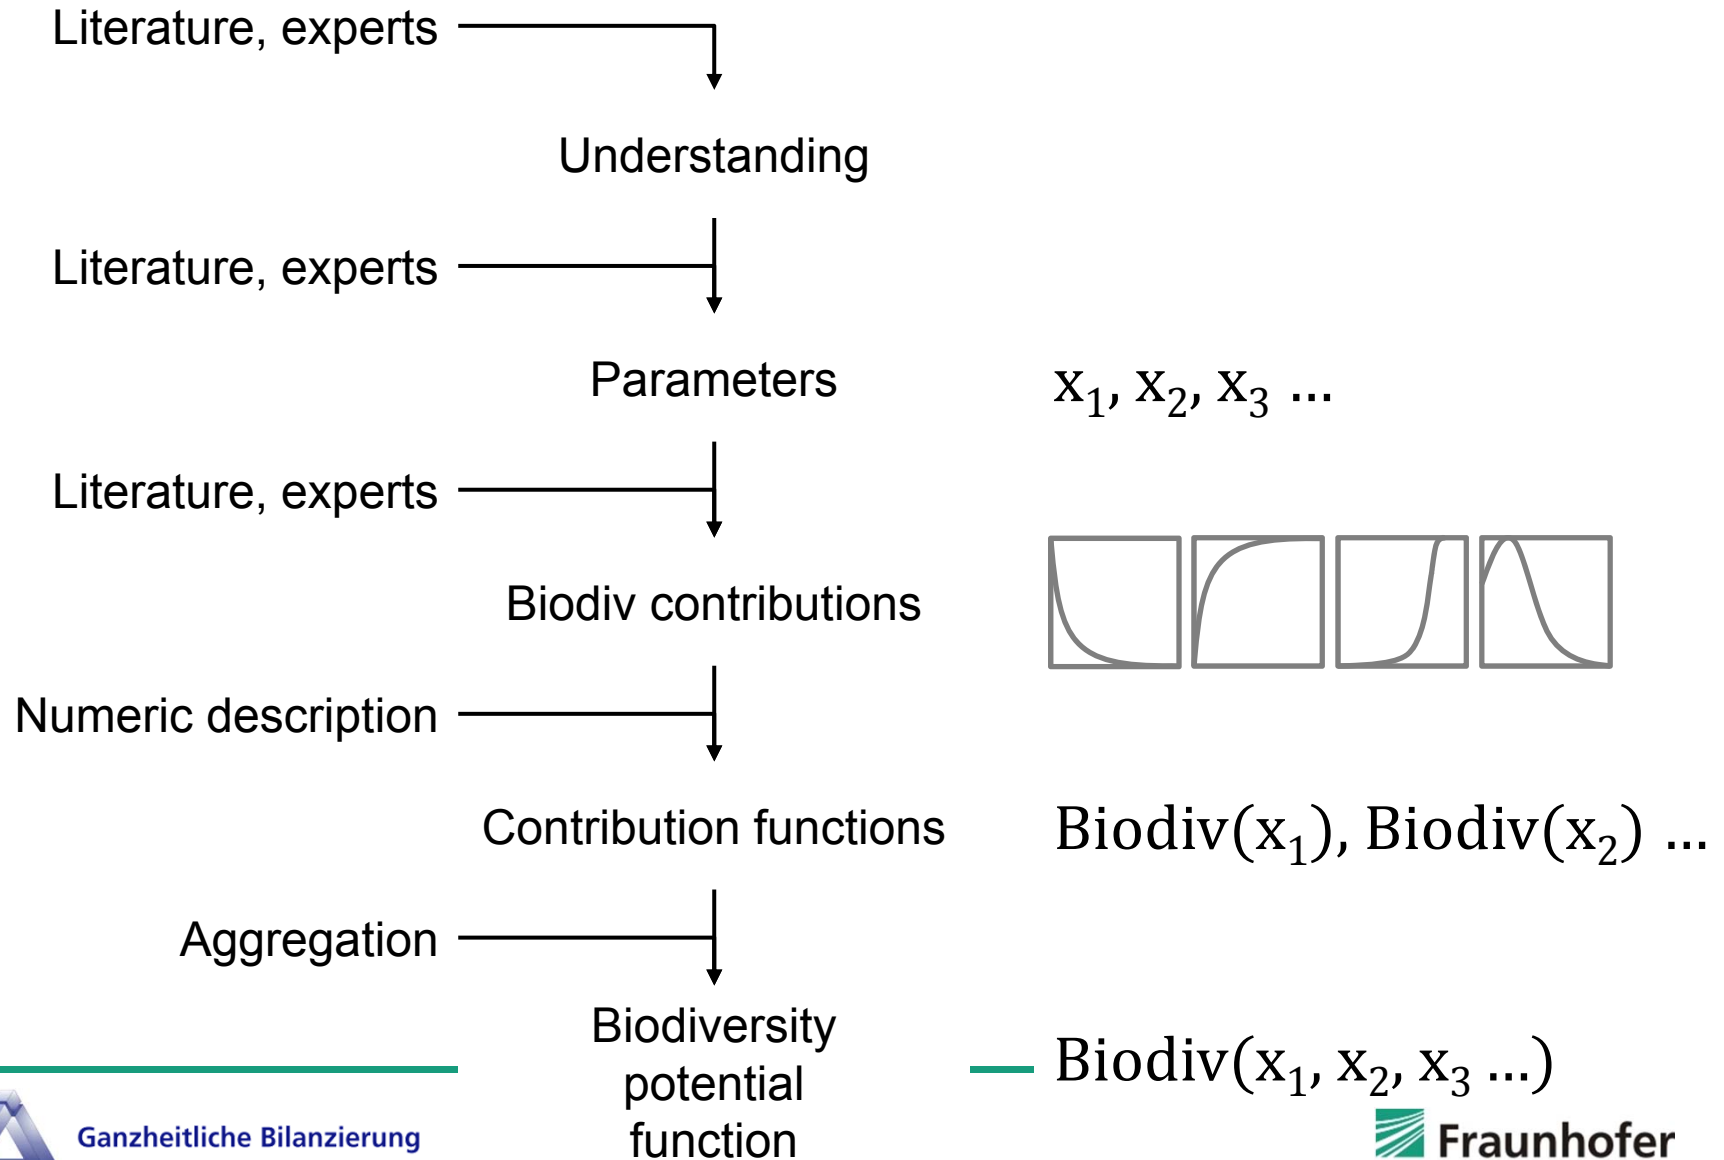 Literature, experts
Understanding
Literature, experts
Parameters
x₁, x₂, x₃ ...
Literature, experts
Biodiv contributions
Numeric description
Contribution functions
Biodiv(x₁), Biodiv(x₂) ...
Aggregation
Biodiversity
potential
function
Biodiv(x₁, x₂, x₃ ...)
Ganzheitliche Bilanzierung
Fraunhofer